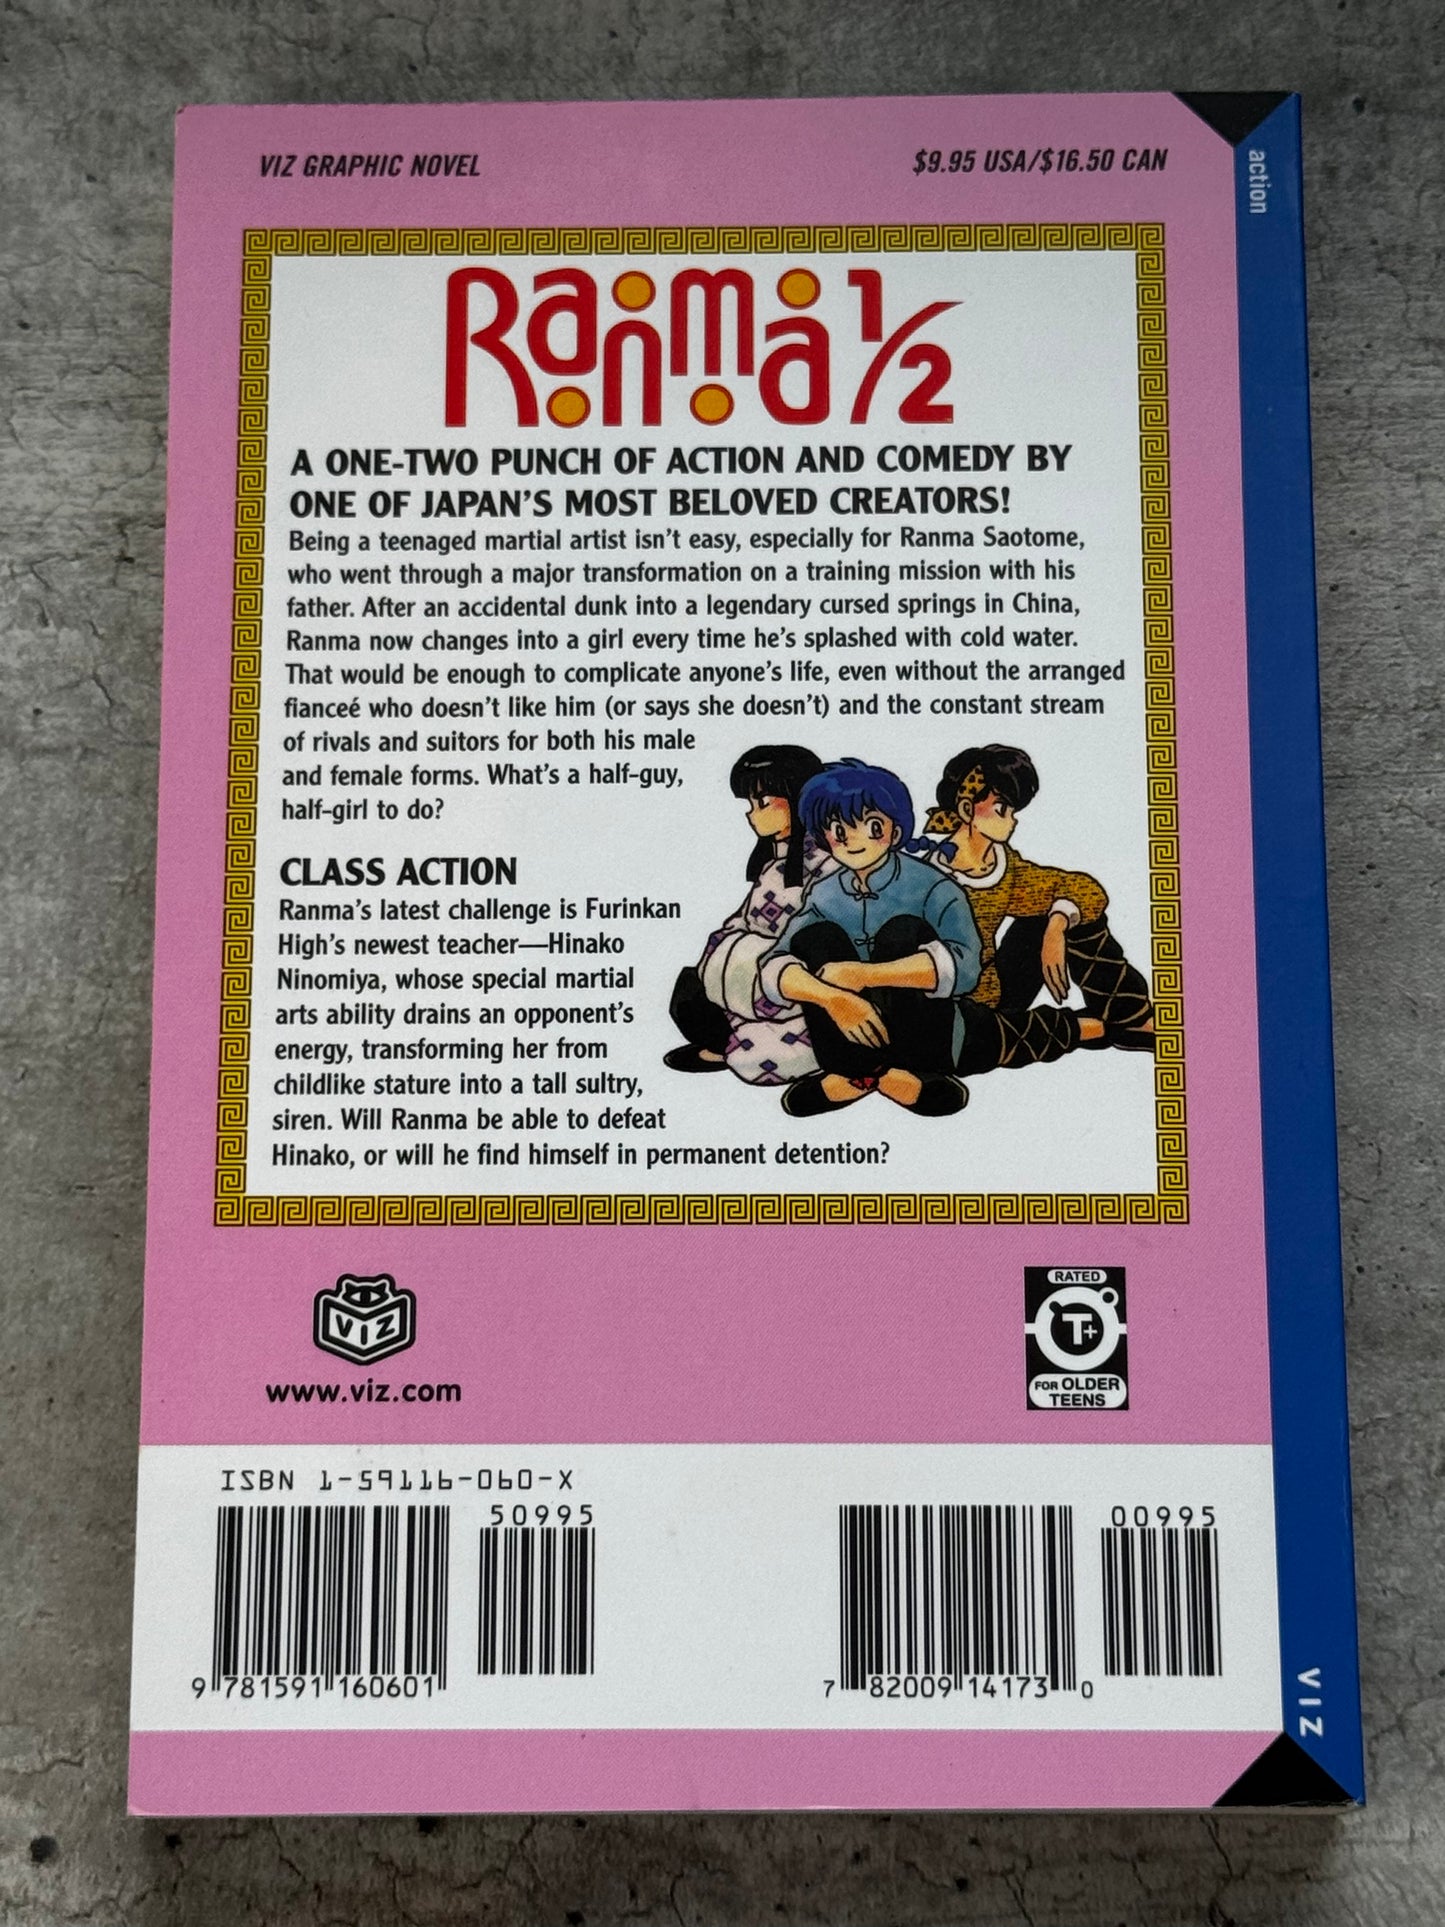 VIZ GRAPHIC NOVEL
$9.95 USA/$16.50 CAN
action
Ranma 1/2
A ONE-TWO PUNCH OF ACTION AND COMEDY BY
ONE OF JAPAN'S MOST BELOVED CREATORS!
Being a teenaged martial artist isn't easy, especially for Ranma Saotome,
who went through a major transformation on a training mission with his
father. After an accidental dunk into a legendary cursed springs in China,
Ranma now changes into a girl every time he's splashed with cold water.
That would be enough to complicate anyone's life, even without the arranged
fianceé who doesn't like him (or says she doesn't) and the constant stream
of rivals and suitors for both his male
and female forms. What's a half-guy,
half-girl to do?
CLASS ACTION
Ranma's latest challenge is Furinkan
High's newest teacher—Hinako
Ninomiya, whose special martial
arts ability drains an opponent's
energy, transforming her from
childlike stature into a tall sultry,
siren. Will Ranma be able to defeat
Hinako, or will he find himself in permanent detention?
VIZ
www.viz.com
RATED
T+
FOR OLDER
TEENS
ISBN 1-59116-060-X
50995
9 781591 160601
00995
7 82009 14173 0
VIZ